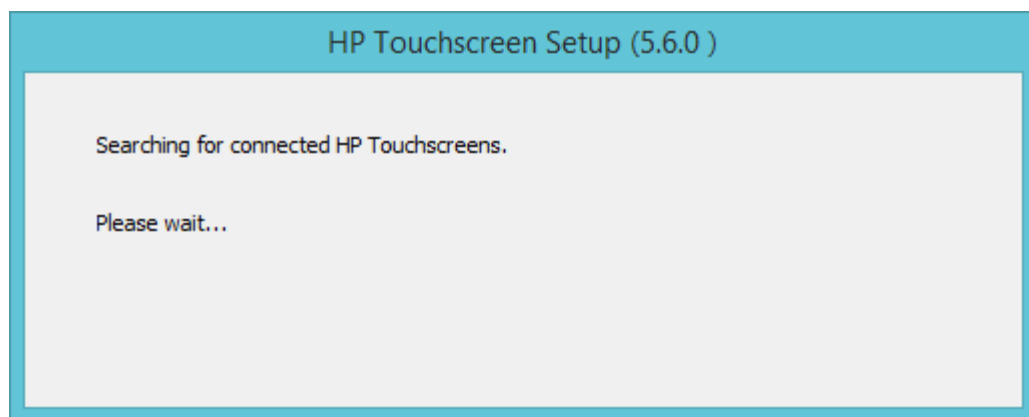 HP Touchscreen Setup (5.6.0 )
Searching for connected HP Touchscreens.
Please wait...